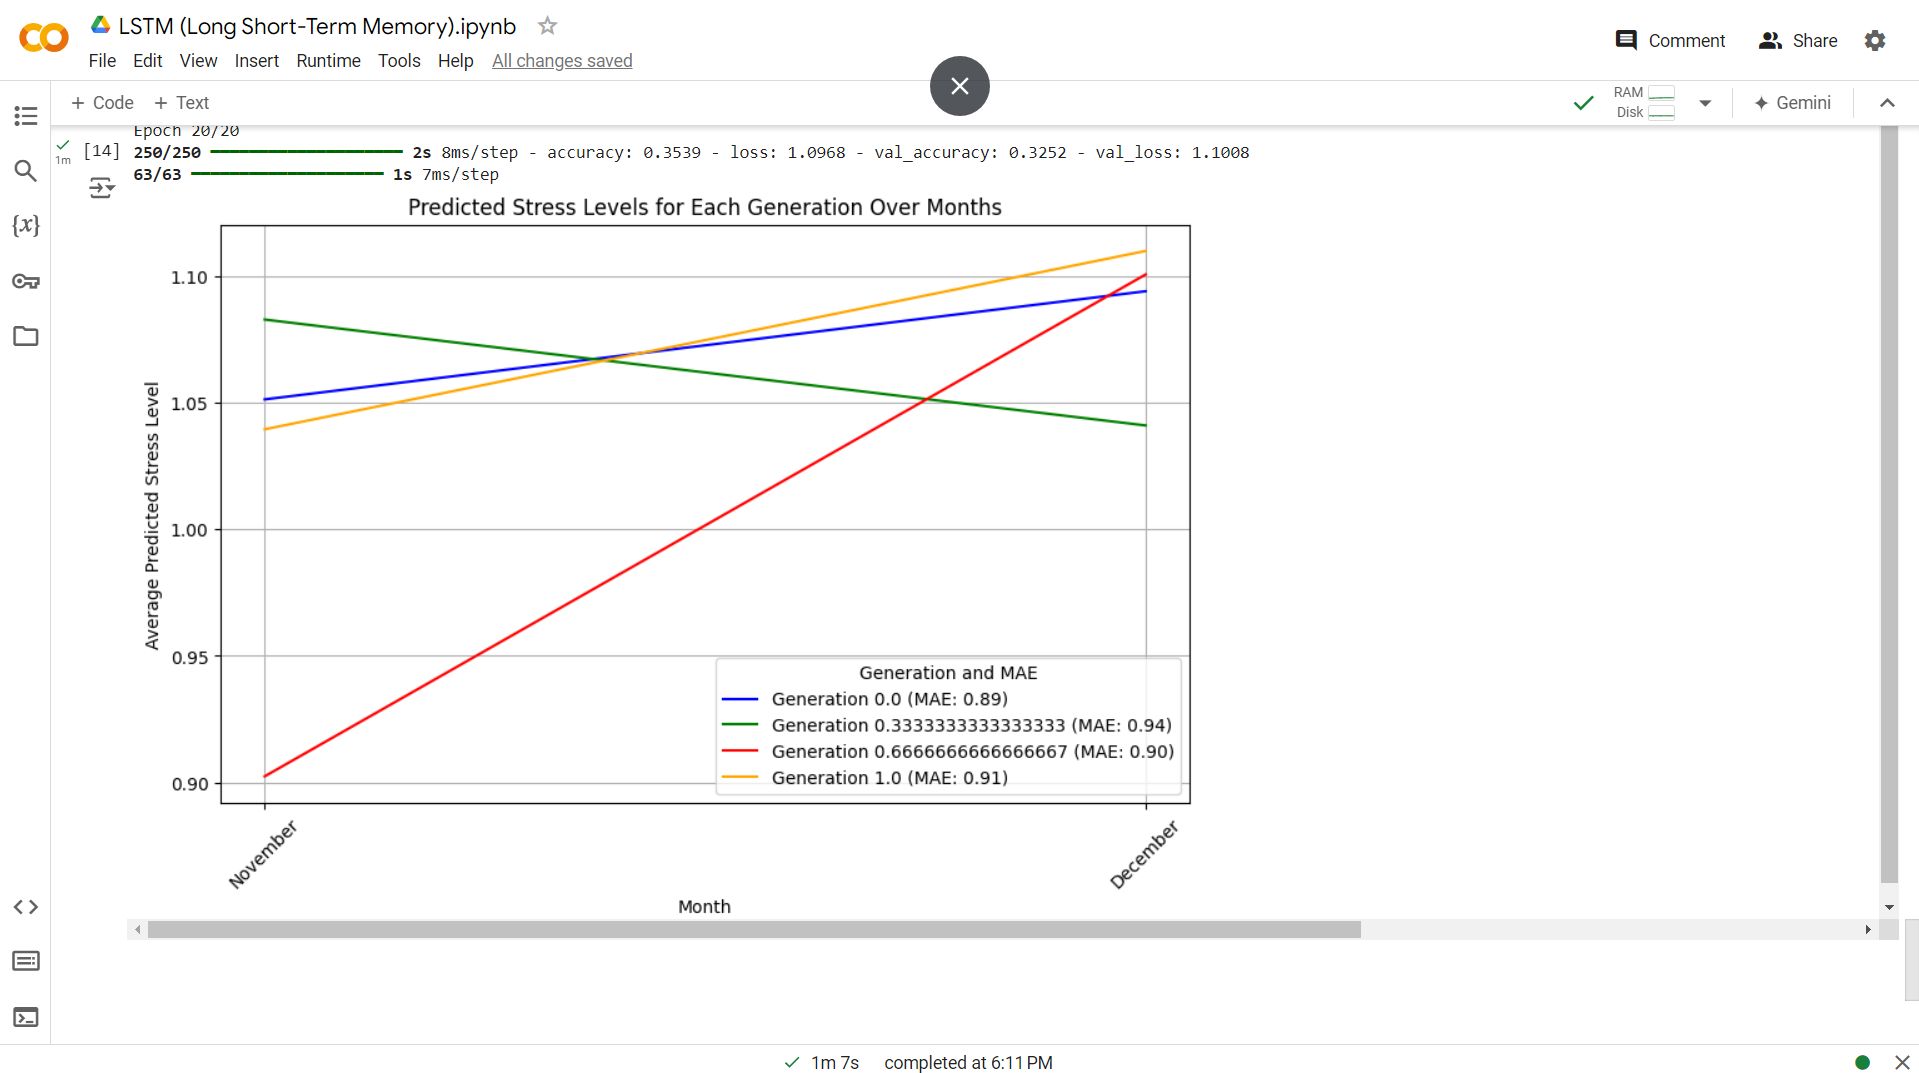 LSTM (Long Short-Term Memory).ipynb
File Edit View Insert Runtime Tools Help All changes saved
Comment Share
+ Code + Text
RAM
Disk
Gemini
Epoch 20/20
1m
[14] 250/250 ━━━━━━━━━━━━━━━━━━━━ 2s 8ms/step - accuracy: 0.3539 - loss: 1.0968 - val_accuracy: 0.3252 - val_loss: 1.1008
63/63 ━━━━━━━━━━━━━━━━━━━━ 1s 7ms/step
{x}
Predicted Stress Levels for Each Generation Over Months
1.10
1.05
1.00
0.95
0.90
Average Predicted Stress Level
Generation and MAE
Generation 0.0 (MAE: 0.89)
Generation 0.3333333333333333 (MAE: 0.94)
Generation 0.6666666666666667 (MAE: 0.90)
Generation 1.0 (MAE: 0.91)
November
December
Month
1m 7s completed at 6:11 PM